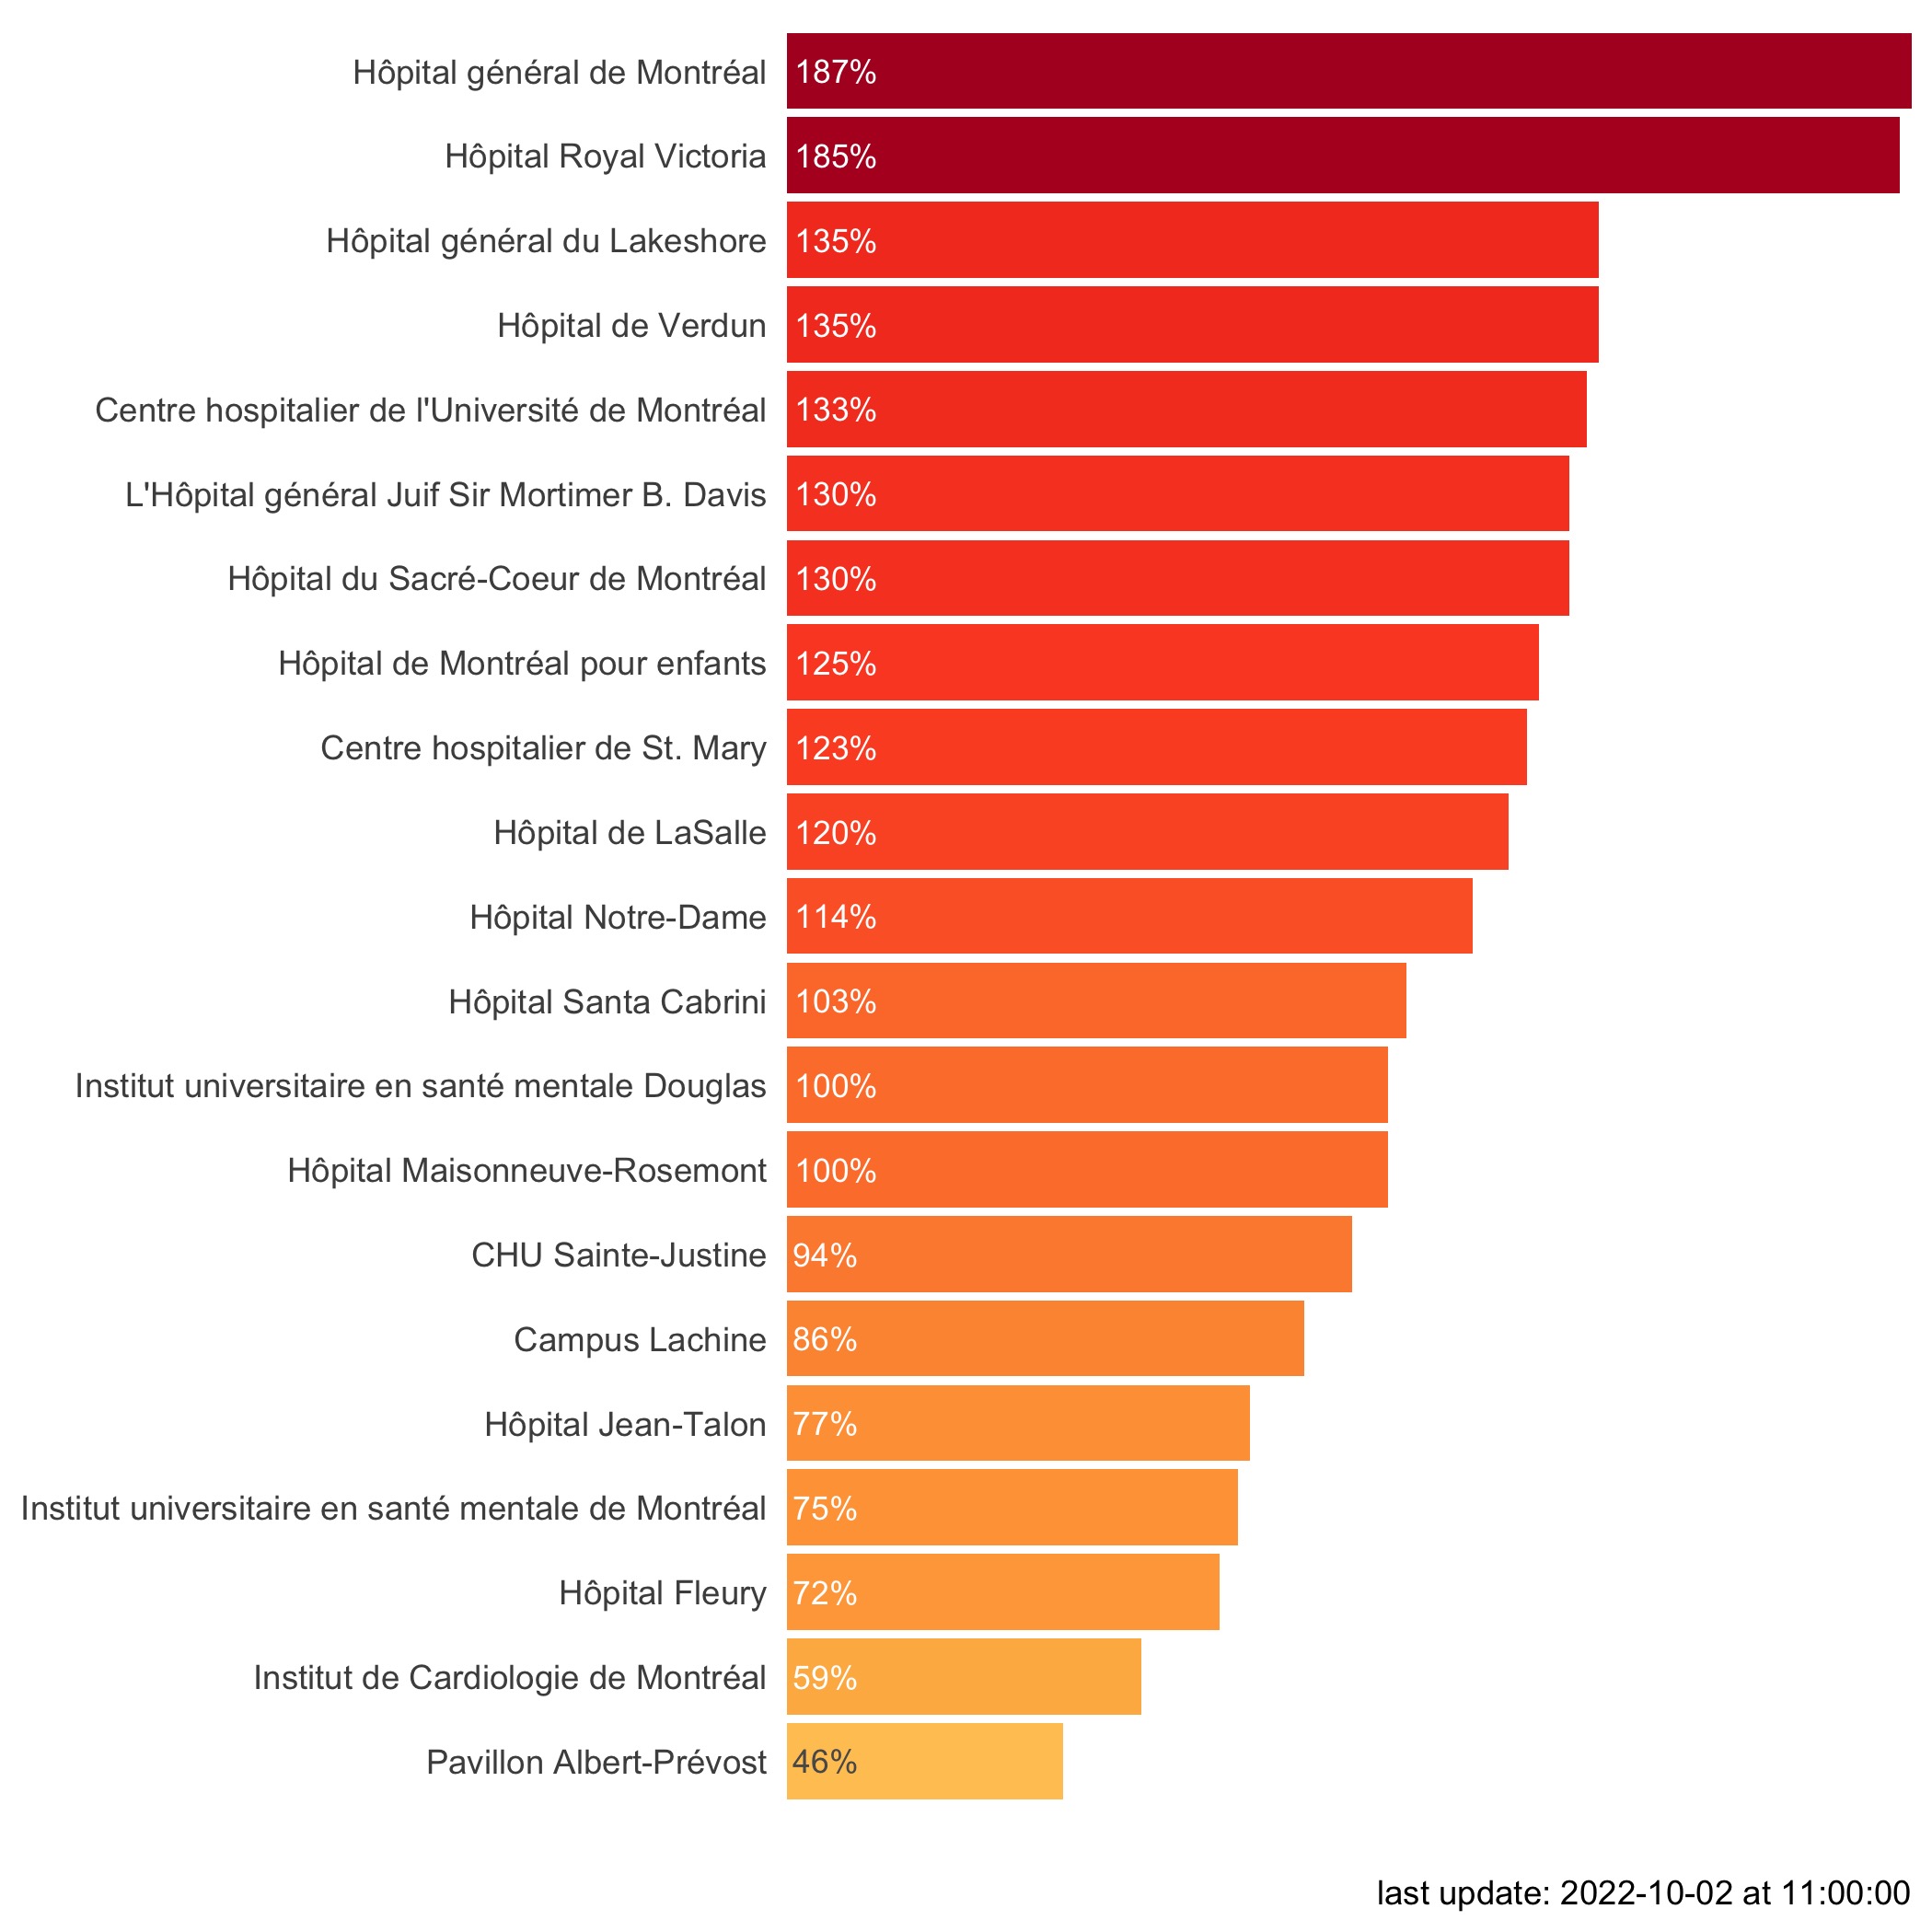 Hôpital général de Montréal 187%
Hôpital Royal Victoria 185%
Hôpital général du Lakeshore 135%
Hôpital de Verdun 135%
Centre hospitalier de l'Université de Montréal 133%
L'Hôpital général Juif Sir Mortimer B. Davis 130%
Hôpital du Sacré-Coeur de Montréal 130%
Hôpital de Montréal pour enfants 125%
Centre hospitalier de St. Mary 123%
Hôpital de LaSalle 120%
Hôpital Notre-Dame 114%
Hôpital Santa Cabrini 103%
Institut universitaire en santé mentale Douglas 100%
Hôpital Maisonneuve-Rosemont 100%
CHU Sainte-Justine 94%
Campus Lachine 86%
Hôpital Jean-Talon 77%
Institut universitaire en santé mentale de Montréal 75%
Hôpital Fleury 72%
Institut de Cardiologie de Montréal 59%
Pavillon Albert-Prévost 46%
last update: 2022-10-02 at 11:00:00